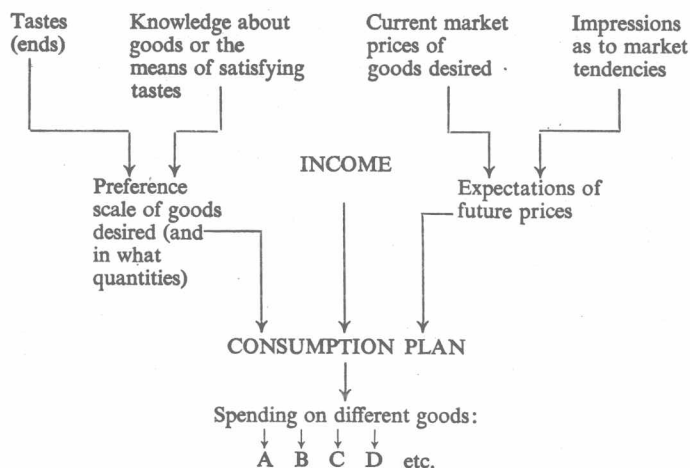 Tastes
(ends)
Knowledge about
goods or the
means of satisfying
tastes
Current market
prices of
goods desired
Impressions
as to market
tendencies
INCOME
Preference
scale of goods
desired (and
in what
quantities)
Expectations of
future prices
CONSUMPTION PLAN
Spending on different goods:
A B C D etc.